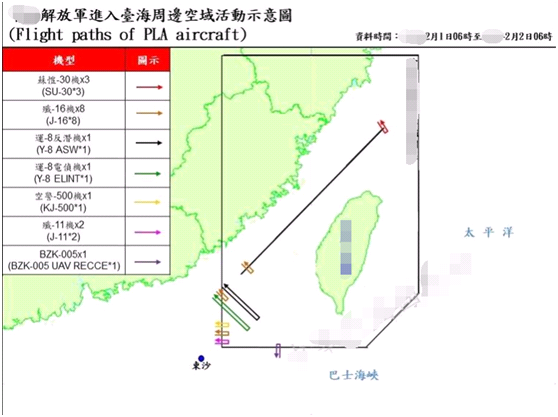 解放軍進入臺海周邊空域活動示意圖
(Flight paths of PLA aircraft)
資料時間：2月1日06時至2月2日06時
機型 圖示
蘇愷-30機x3
(SU-30*3)
殲-16機x8
(J-16*8)
運-8反潛機x1
(Y-8 ASW*1)
運-8電偵機x1
(Y-8 ELINT*1)
空警-500機x1
(KJ-500*1)
殲-11機x2
(J-11*2)
BZK-005x1
(BZK-005 UAV RECCE*1)
太平洋
東沙
巴士海峽